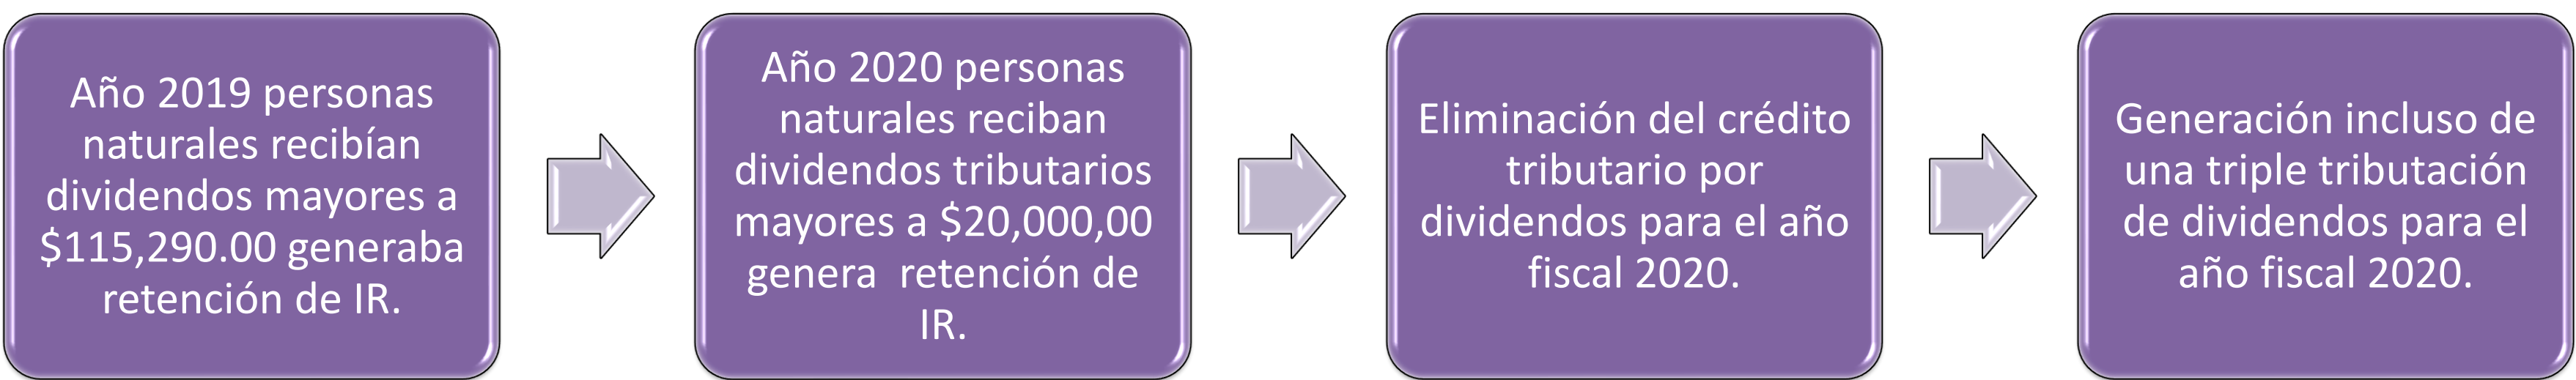 Año 2019 personas
naturales recibían
dividendos mayores a
$115,290.00 generaba
retención de IR.
Año 2020 personas
naturales reciban
dividendos tributarios
mayores a $20,000,00
genera  retención de
IR.
Eliminación del crédito
tributario por
dividendos para el año
fiscal 2020.
Generación incluso de
una triple tributación
de dividendos para el
año fiscal 2020.